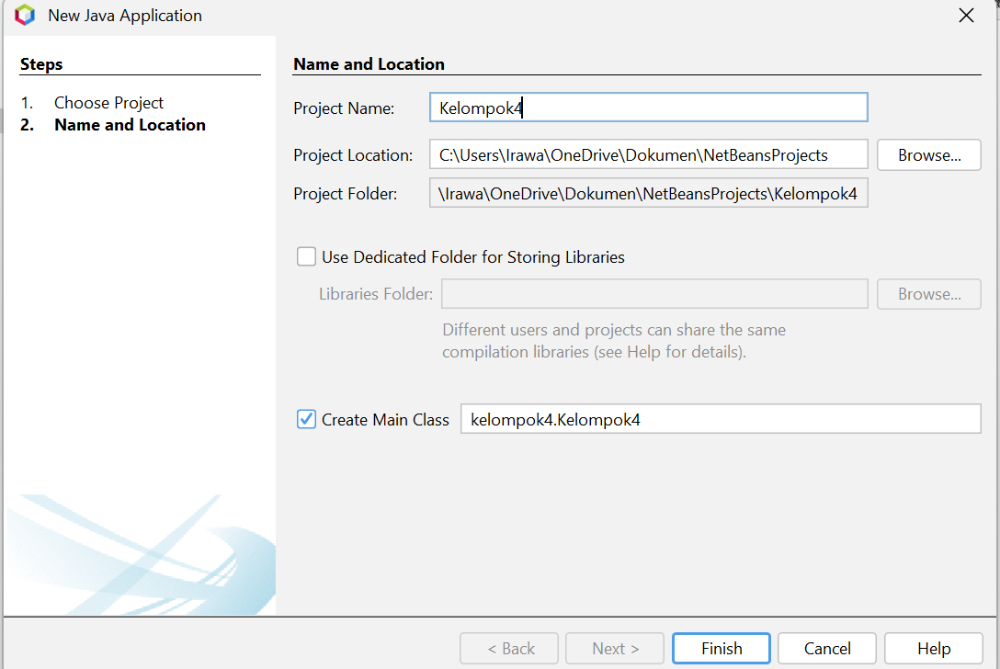 New Java Application
Steps
1. Choose Project
2. Name and Location
Name and Location
Project Name: Kelompok4
Project Location: C:\Users\Irawa\OneDrive\Dokumen\NetBeansProjects Browse...
Project Folder: \Irawa\OneDrive\Dokumen\NetBeansProjects\Kelompok4
Use Dedicated Folder for Storing Libraries
Libraries Folder: Browse...
Different users and projects can share the same
compilation libraries (see Help for details).
Create Main Class kelompok4.Kelompok4
< Back Next > Finish Cancel Help